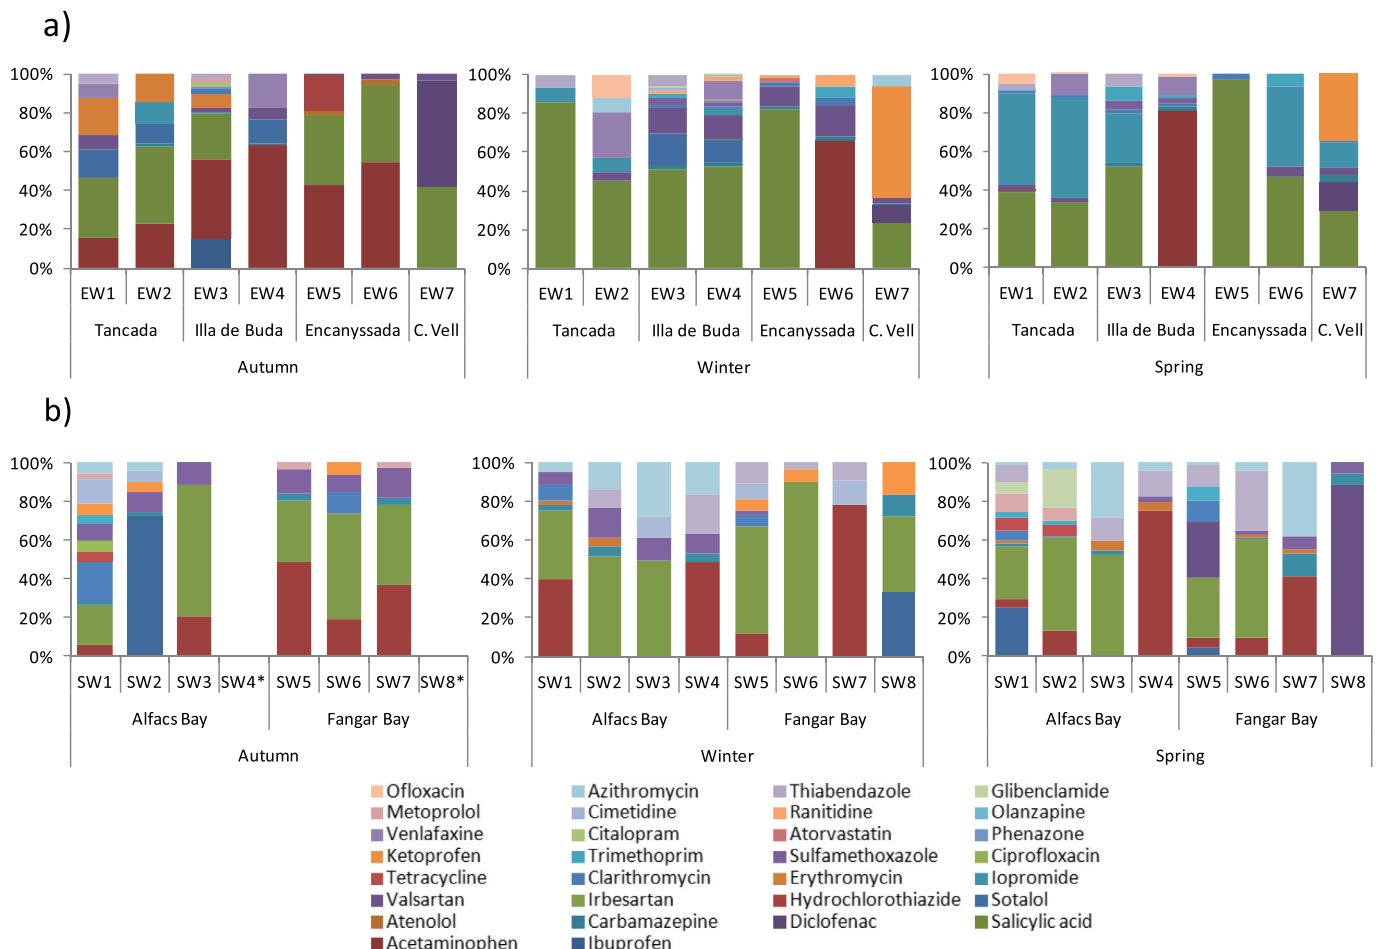 a)
100% 100% 100%
80% 80% 80%
60% 60% 60%
40% 40% 40%
20% 20% 20%
0% 0% 0%
EW1 EW2 EW3 EW4 EW5 EW6 EW7 EW1 EW2 EW3 EW4 EW5 EW6 EW7 EW1 EW2 EW3 EW4 EW5 EW6 EW7
Tancada Illa de Buda Encanyssada C. Vell Tancada Illa de Buda Encanyssada C. Vell Tancada Illa de Buda Encanyssada C. Vell
Autumn Winter Spring
b)
100% 100% 100%
80% 80% 80%
60% 60% 60%
40% 40% 40%
20% 20% 20%
0% 0% 0%
SW1 SW2 SW3 SW4* SW5 SW6 SW7 SW8* SW1 SW2 SW3 SW4 SW5 SW6 SW7 SW8 SW1 SW2 SW3 SW4 SW5 SW6 SW7 SW8
Alfacs Bay Fangar Bay Alfacs Bay Fangar Bay Alfacs Bay Fangar Bay
Autumn Winter Spring
Ofloxacin Azithromycin Thiabendazole Glibenclamide
Metoprolol Cimetidine Ranitidine Olanzapine
Venlafaxine Citalopram Atorvastatin Phenazone
Ketoprofen Trimethoprim Sulfamethoxazole Ciprofloxacin
Tetracycline Clarithromycin Erythromycin Iopromide
Valsartan Irbesartan Hydrochlorothiazide Sotalol
Atenolol Carbamazepine Diclofenac Salicylic acid
Acetaminophen Ibuprofen